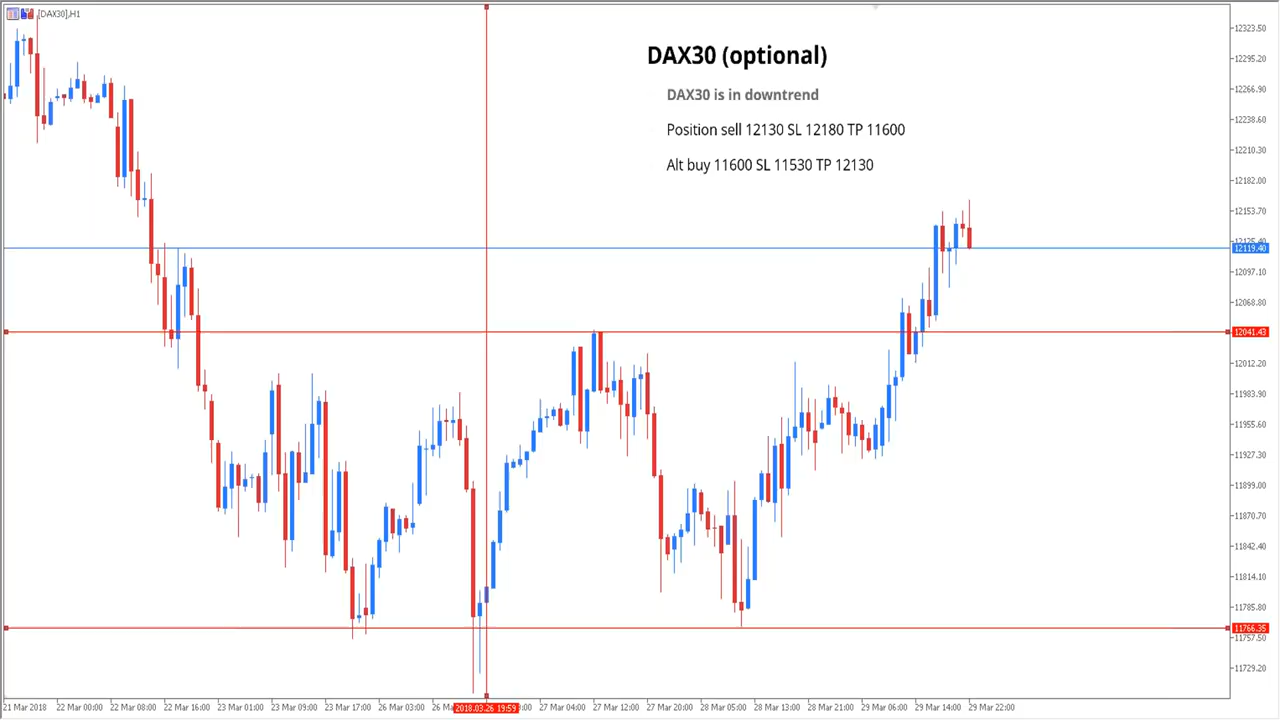 [DAX30],H1
DAX30 (optional)
DAX30 is in downtrend
Position sell 12130 SL 12180 TP 11600
Alt buy 11600 SL 11530 TP 12130
12323.50
12295.20
12266.90
12238.60
12210.30
12182.00
12153.70
12119.40
12097.10
12068.80
12041.43
12012.20
11983.90
11955.60
11927.30
11899.00
11870.70
11842.40
11814.10
11785.80
11766.35
11757.50
11729.20
21 Mar 2018
22 Mar 00:00
22 Mar 08:00
22 Mar 16:00
23 Mar 01:00
23 Mar 09:00
23 Mar 17:00
26 Mar 03:00
2018.03.26 19:59
27 Mar 04:00
27 Mar 12:00
27 Mar 20:00
28 Mar 05:00
28 Mar 13:00
28 Mar 21:00
29 Mar 06:00
29 Mar 14:00
29 Mar 22:00